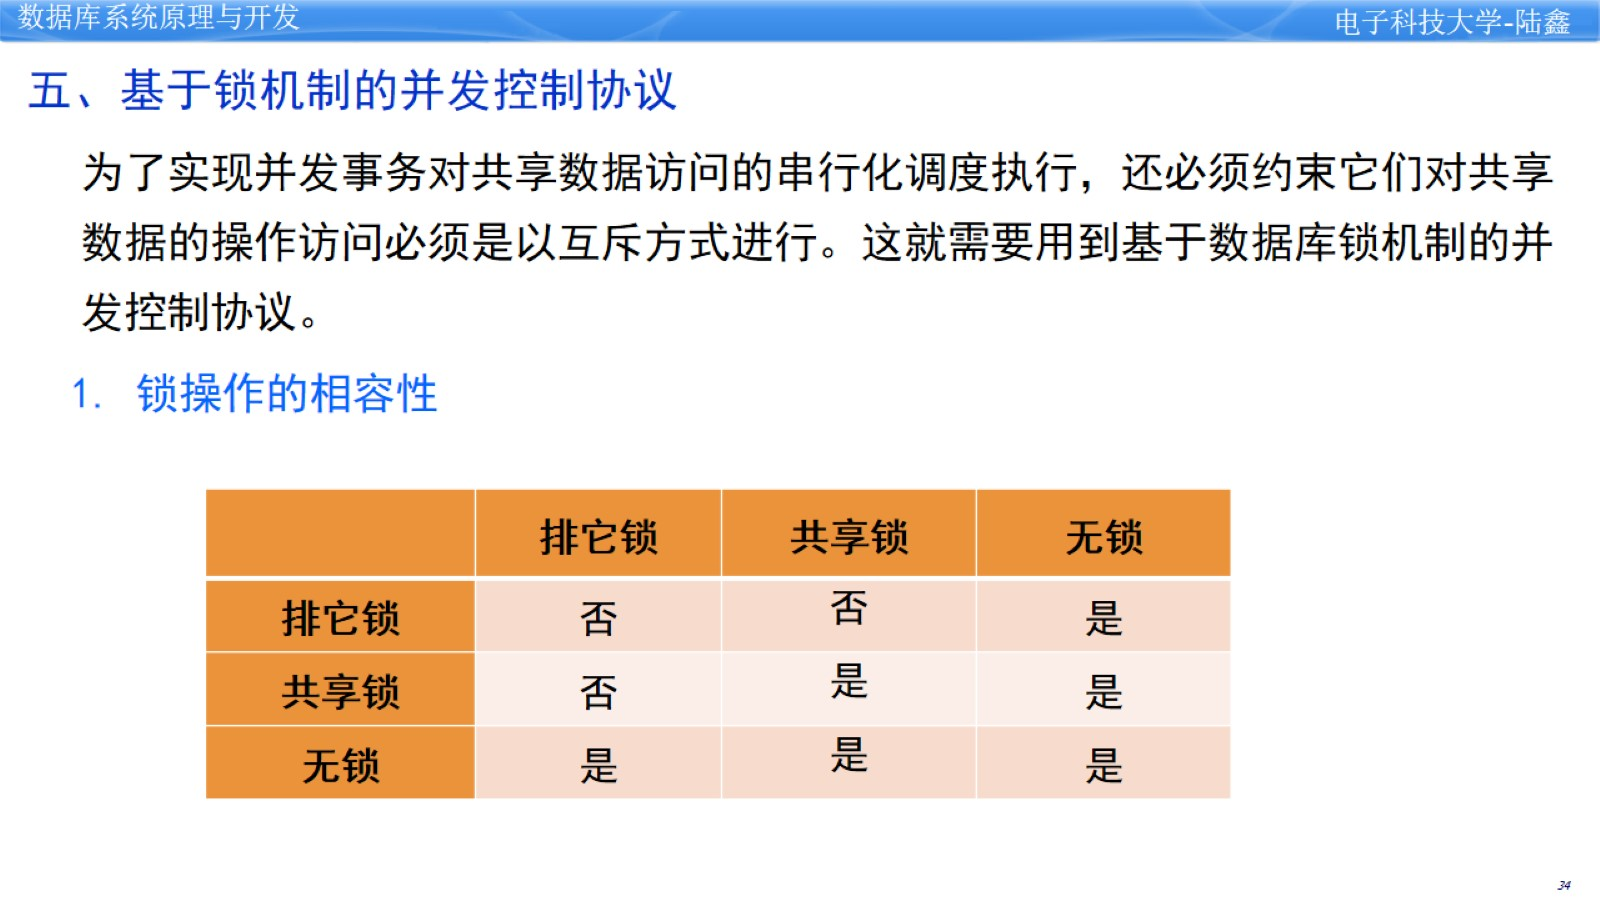 数据库系统原理与开发
电子科技大学-陆鑫
五、基于锁机制的并发控制协议
为了实现并发事务对共享数据访问的串行化调度执行，还必须约束它们对共享
数据的操作访问必须是以互斥方式进行。这就需要用到基于数据库锁机制的并
发控制协议。
1. 锁操作的相容性
排它锁 共享锁 无锁
排它锁 否 否 是
共享锁 否 是 是
无锁 是 是 是
34